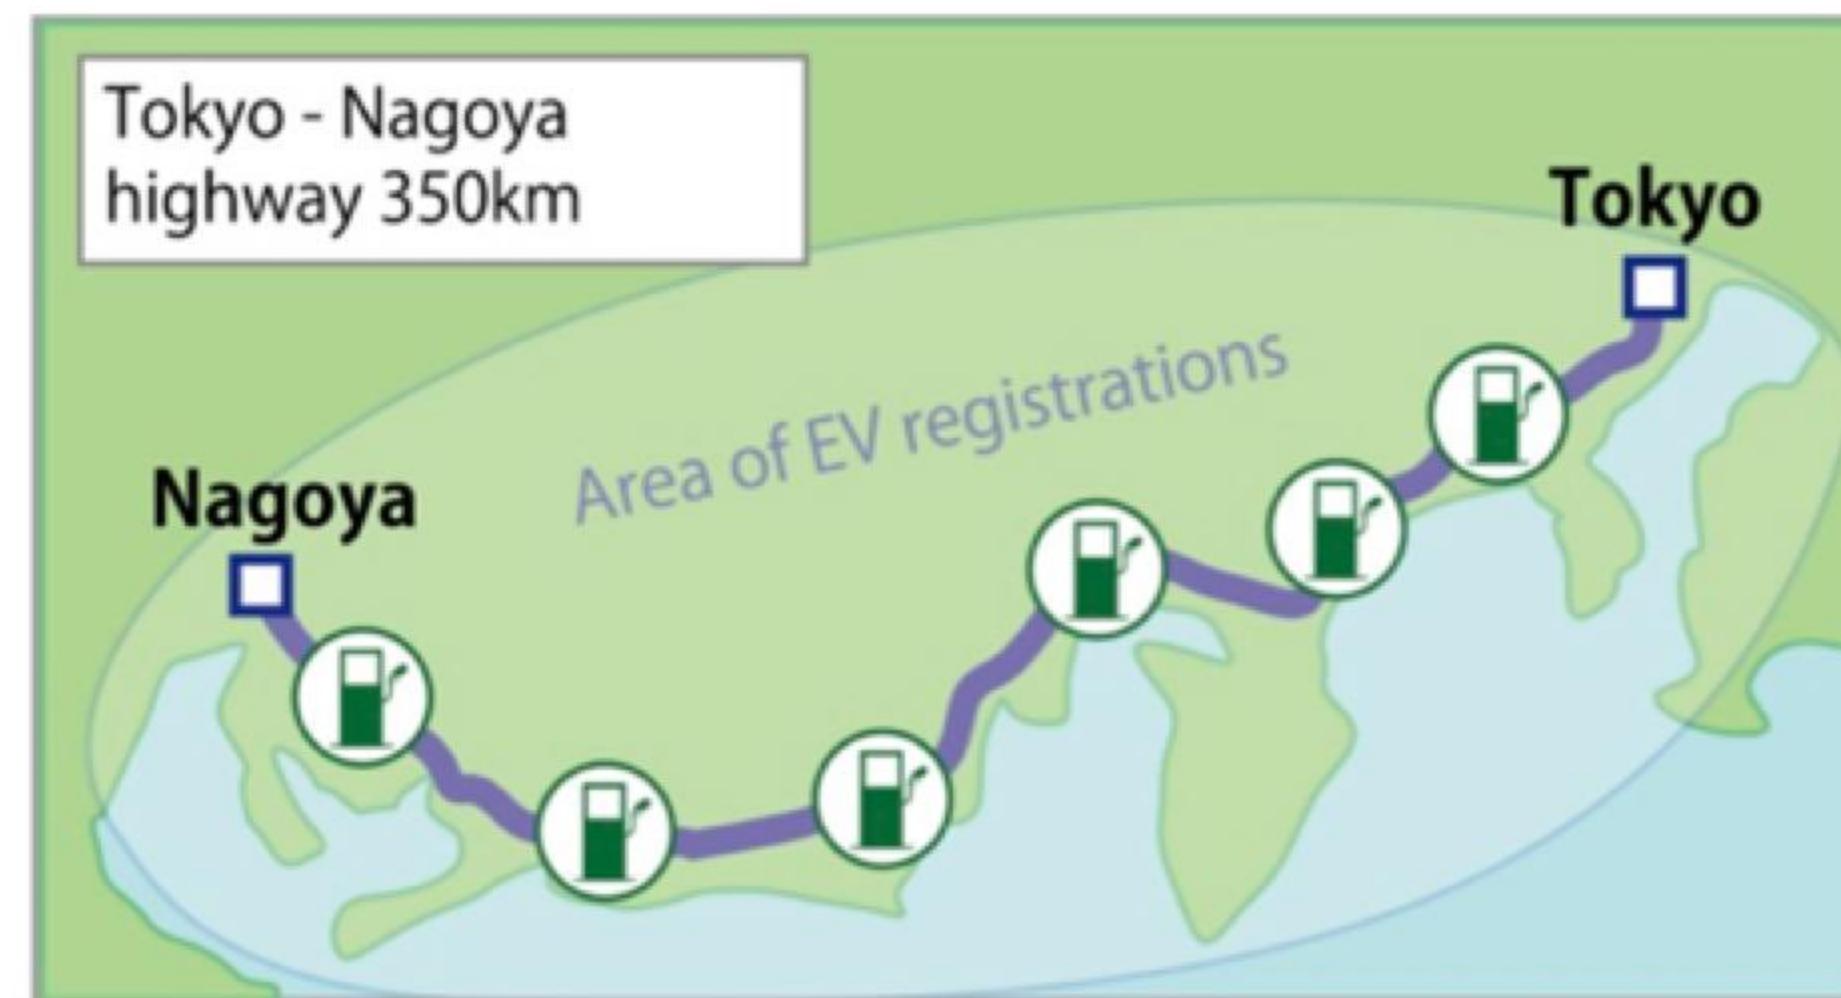 Tokyo - Nagoya
highway 350km
Tokyo
Area of EV registrations
Nagoya